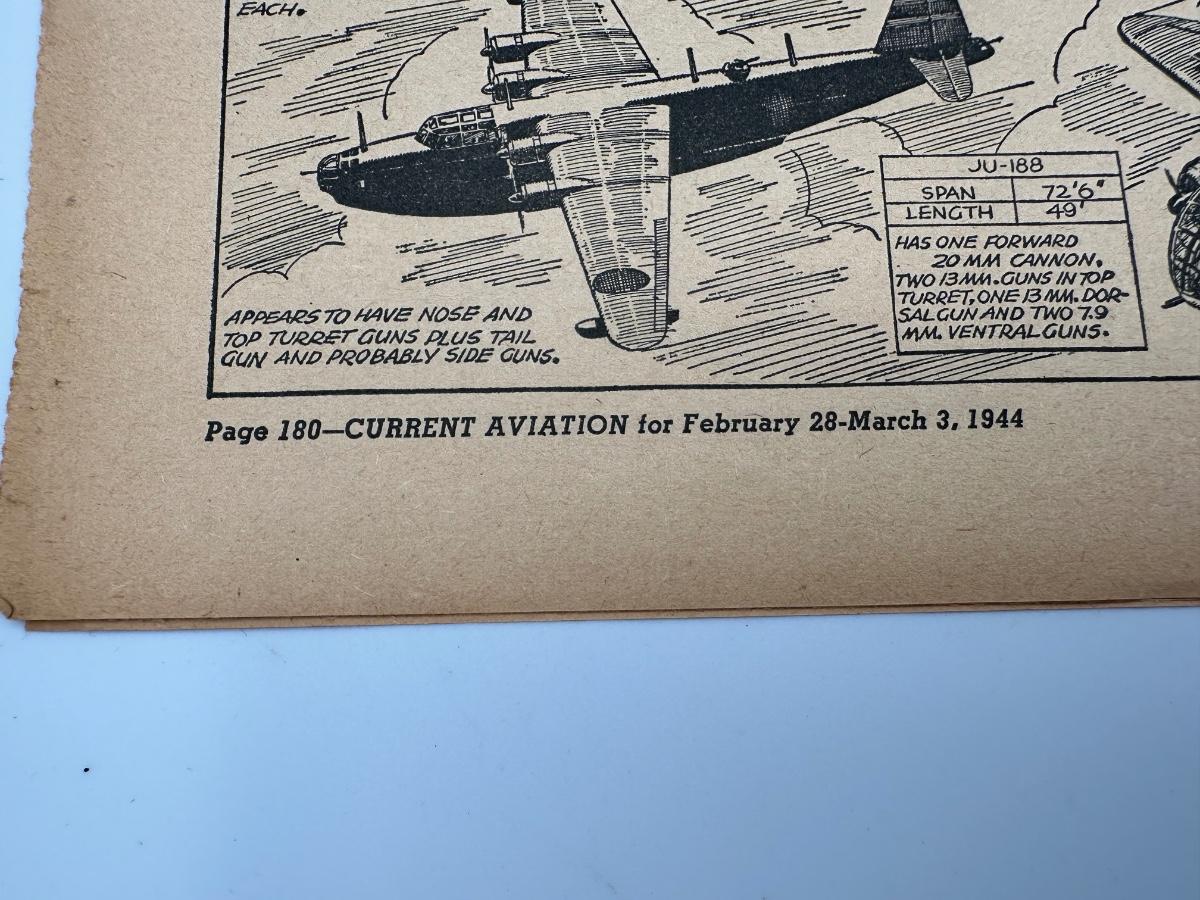 EACH.
APPEARS TO HAVE NOSE AND
TOP TURRET GUNS PLUS TAIL
GUN AND PROBABLY SIDE GUNS.
JU-188
SPAN 72'6"
LENGTH 49'
HAS ONE FORWARD
20 MM CANNON.
TWO 13MM. GUNS IN TOP
TURRET, ONE 13 MM. DOR-
SAL GUN AND TWO 7.9
MM. VENTRAL GUNS.
Page 180—CURRENT AVIATION for February 28-March 3, 1944